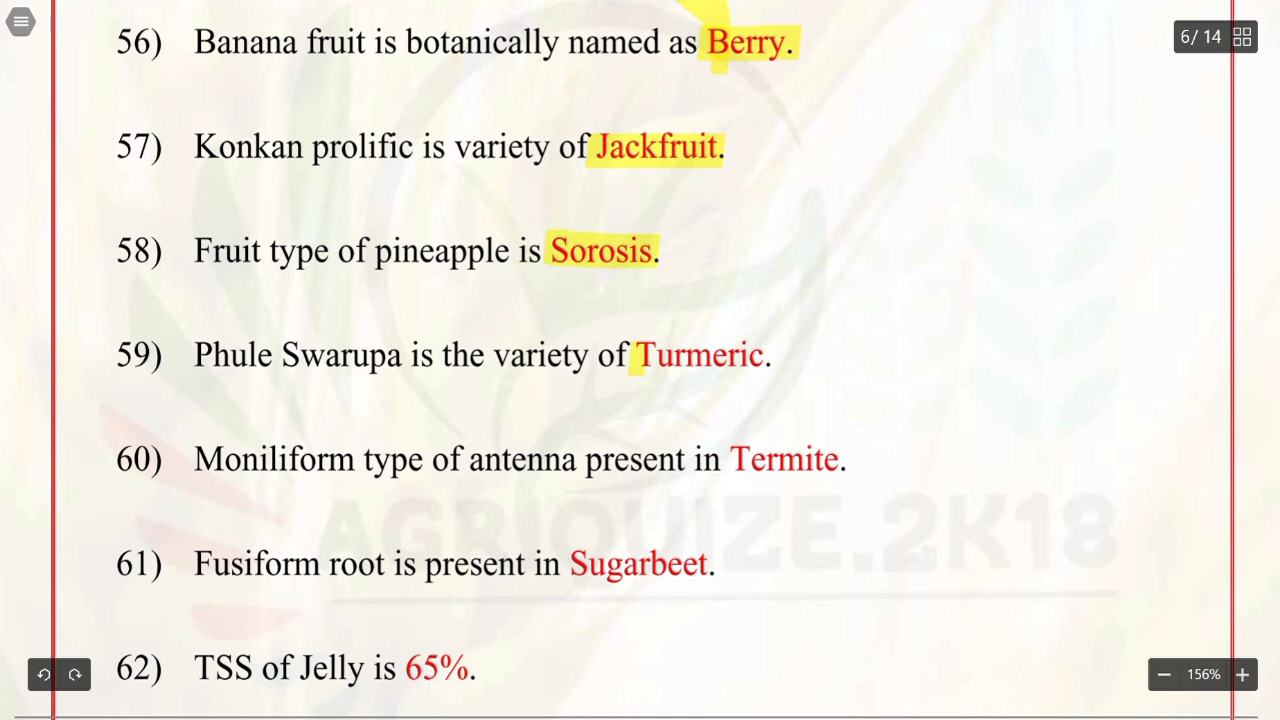 56) Banana fruit is botanically named as Berry.
6/ 14
57) Konkan prolific is variety of Jackfruit.
58) Fruit type of pineapple is Sorosis.
59) Phule Swarupa is the variety of Turmeric.
60) Moniliform type of antenna present in Termite.
AGRIQUIZE.2K18
61) Fusiform root is present in Sugarbeet.
62) TSS of Jelly is 65%.
156%